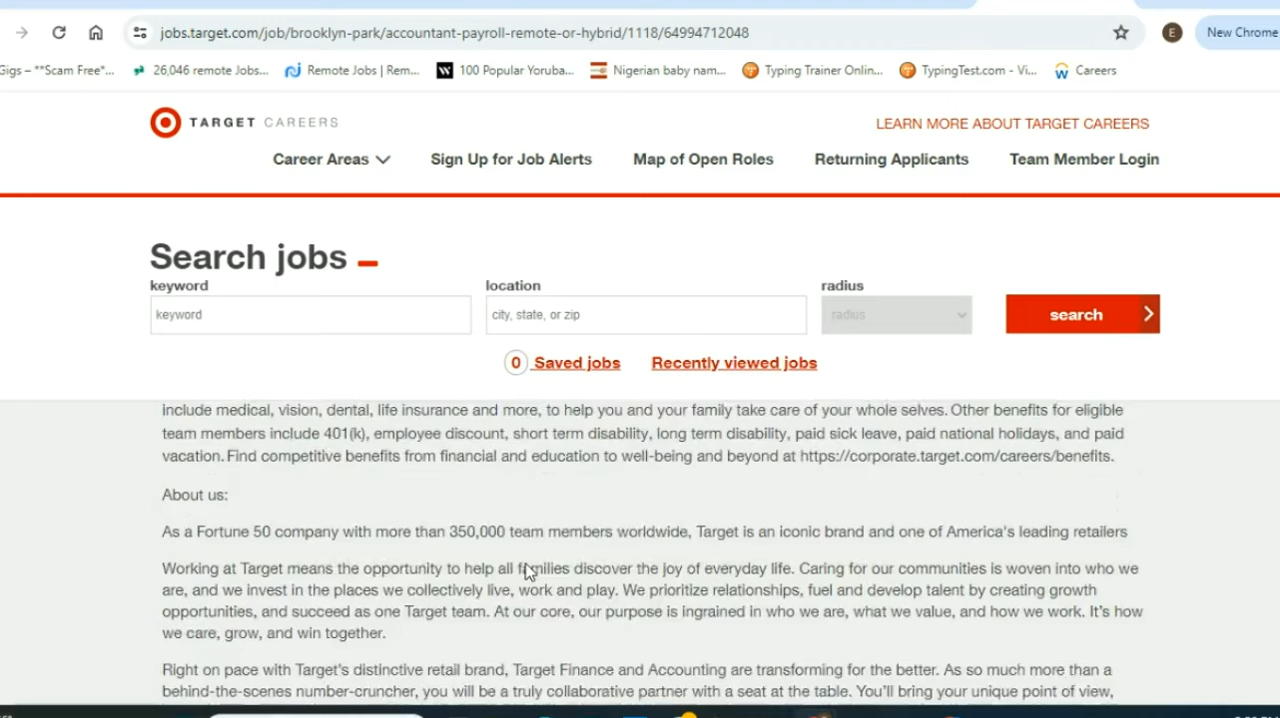 jobs.target.com/job/brooklyn-park/accountant-payroll-remote-or-hybrid/1118/64994712048
E
New Chrome
Gigs – **Scam Free*...
26,046 remote Jobs...
Remote Jobs | Rem...
W
100 Popular Yoruba...
Nigerian baby nam...
Typing Trainer Onlin...
TypingTest.com - Vi...
Careers
TARGET CAREERS
LEARN MORE ABOUT TARGET CAREERS
Career Areas
Sign Up for Job Alerts
Map of Open Roles
Returning Applicants
Team Member Login
Search jobs
keyword
location
radius
keyword
city, state, or zip
radius
search
0 Saved jobs
Recently viewed jobs
include medical, vision, dental, life insurance and more, to help you and your family take care of your whole selves. Other benefits for eligible
team members include 401(k), employee discount, short term disability, long term disability, paid sick leave, paid national holidays, and paid
vacation. Find competitive benefits from financial and education to well-being and beyond at https://corporate.target.com/careers/benefits.
About us:
As a Fortune 50 company with more than 350,000 team members worldwide, Target is an iconic brand and one of America's leading retailers
Working at Target means the opportunity to help all families discover the joy of everyday life. Caring for our communities is woven into who we
are, and we invest in the places we collectively live, work and play. We prioritize relationships, fuel and develop talent by creating growth
opportunities, and succeed as one Target team. At our core, our purpose is ingrained in who we are, what we value, and how we work. It's how
we care, grow, and win together.
Right on pace with Target's distinctive retail brand, Target Finance and Accounting are transforming for the better. As so much more than a
behind-the-scenes number-cruncher, you will be a truly collaborative partner with a seat at the table. You'll bring your unique point of view,